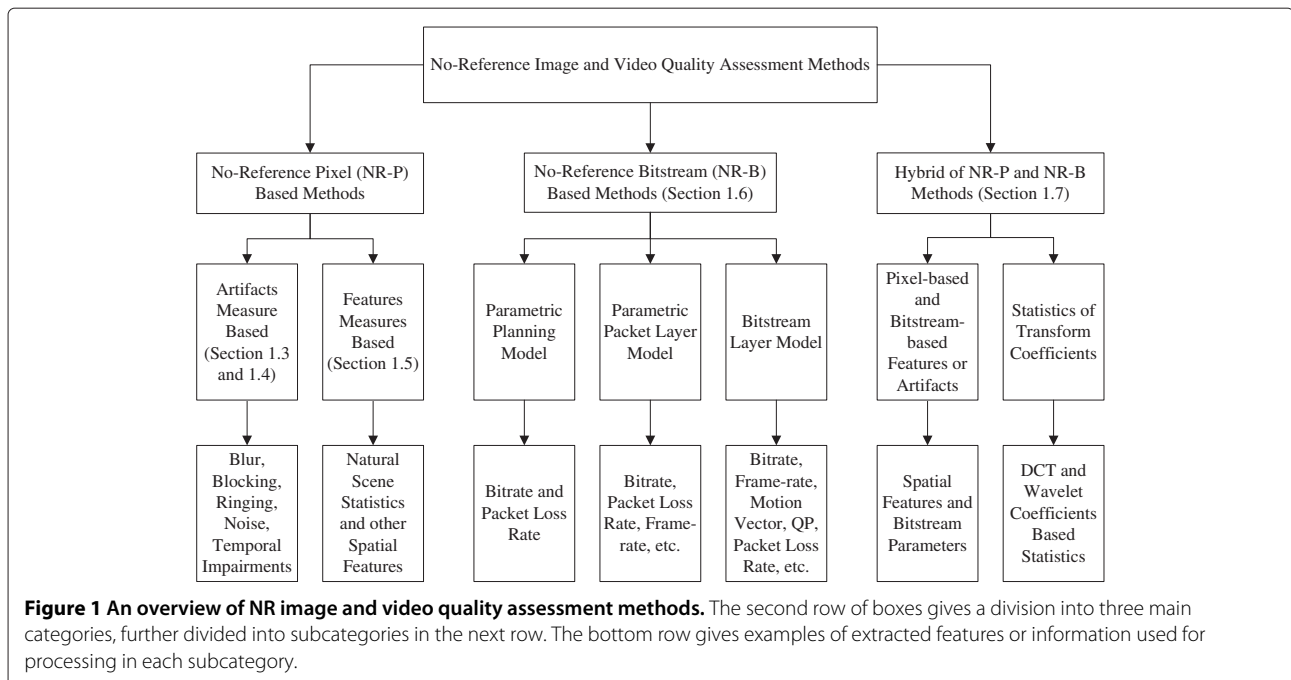 No-Reference Image and Video Quality Assessment Methods
No-Reference Pixel (NR-P)
Based Methods
No-Reference Bitstream (NR-B)
Based Methods (Section 1.6)
Hybrid of NR-P and NR-B
Methods (Section 1.7)
Artifacts
Measure
Based
(Section 1.3
and 1.4)
Features
Measures
Based
(Section 1.5)
Parametric
Planning
Model
Parametric
Packet Layer
Model
Bitstream
Layer Model
Pixel-based
and
Bitstream-
based
Features or
Artifacts
Statistics of
Transform
Coefficients
Blur,
Blocking,
Ringing,
Noise,
Temporal
Impairments
Natural
Scene
Statistics
and other
Spatial
Features
Bitrate and
Packet Loss
Rate
Bitrate,
Packet Loss
Rate, Frame-
rate, etc.
Bitrate,
Frame-rate,
Motion
Vector, QP,
Packet Loss
Rate, etc.
Spatial
Features and
Bitstream
Parameters
DCT and
Wavelet
Coefficients
Based
Statistics
Figure 1 An overview of NR image and video quality assessment methods. The second row of boxes gives a division into three main
categories, further divided into subcategories in the next row. The bottom row gives examples of extracted features or information used for
processing in each subcategory.